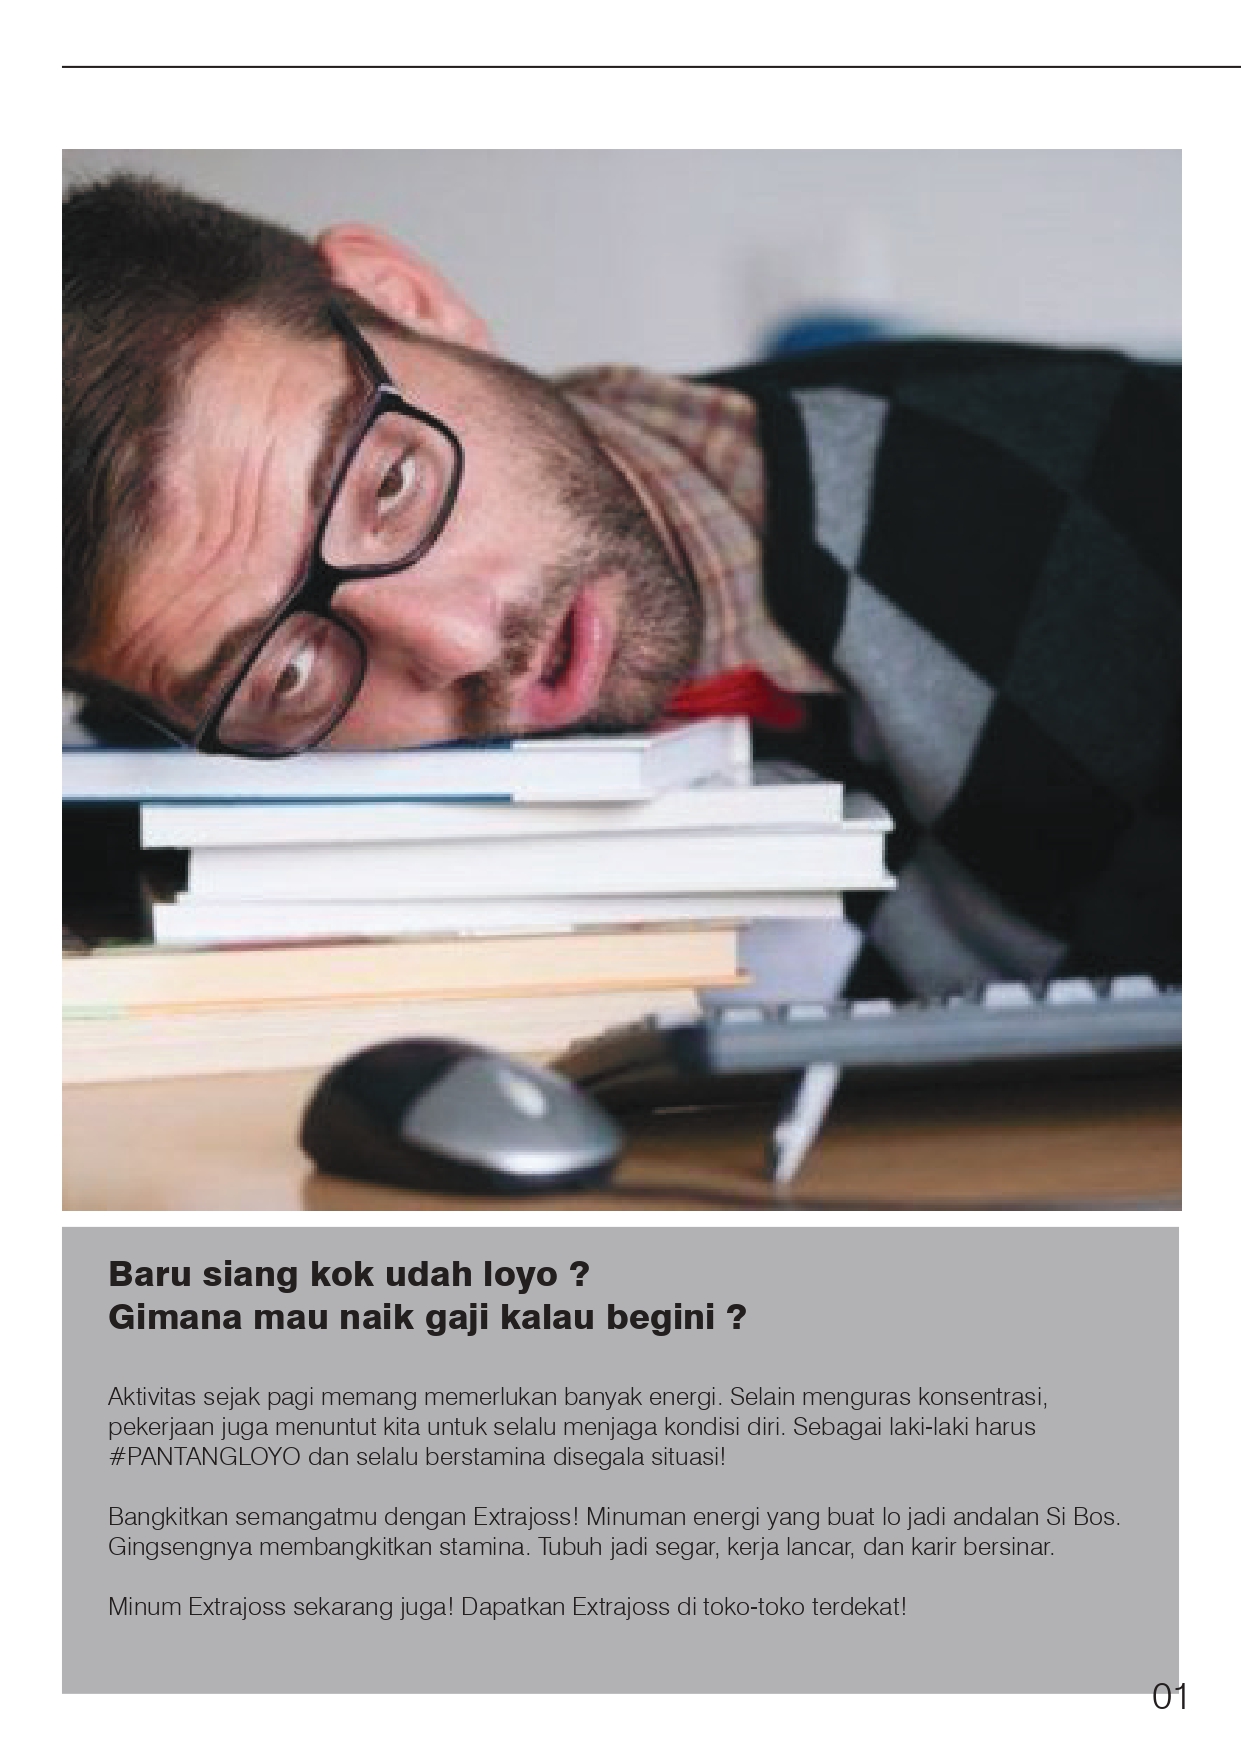 Baru siang kok udah loyo ?
Gimana mau naik gaji kalau begini ?
Aktivitas sejak pagi memang memerlukan banyak energi. Selain menguras konsentrasi,
pekerjaan juga menuntut kita untuk selalu menjaga kondisi diri. Sebagai laki-laki harus
#PANTANGLOYO dan selalu berstamina disegala situasi!
Bangkitkan semangatmu dengan Extrajoss! Minuman energi yang buat lo jadi andalan Si Bos.
Gingsengnya membangkitkan stamina. Tubuh jadi segar, kerja lancar, dan karir bersinar.
Minum Extrajoss sekarang juga! Dapatkan Extrajoss di toko-toko terdekat!
01